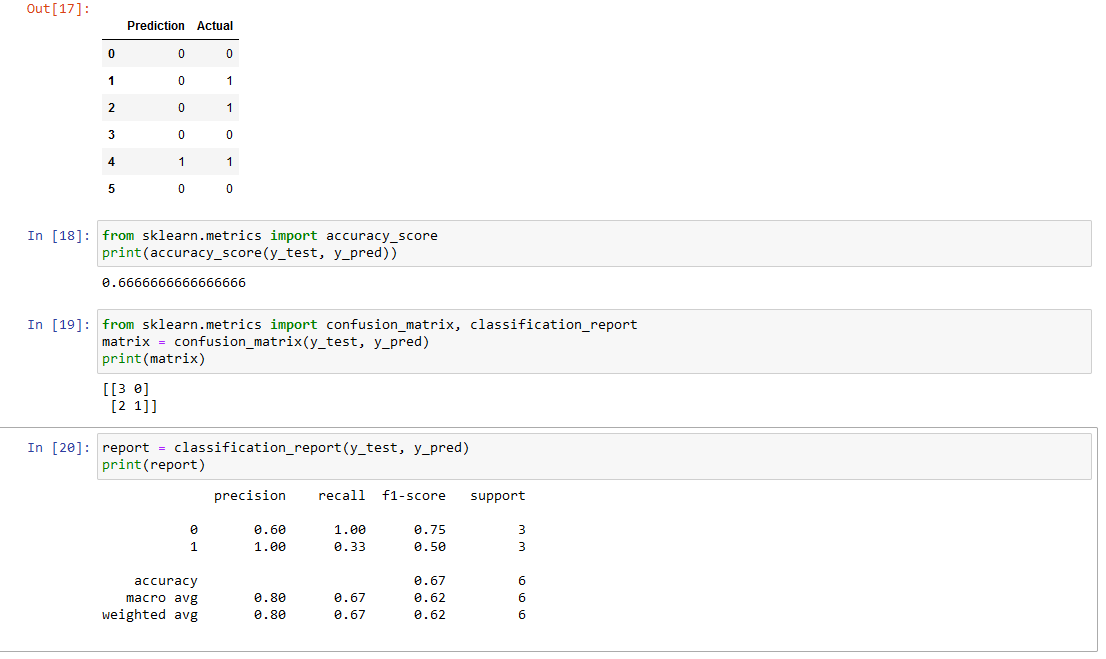 Out[17]:
Prediction Actual
0 0 0
1 0 1
2 0 1
3 0 0
4 1 1
5 0 0
In [18]: from sklearn.metrics import accuracy_score
print(accuracy_score(y_test, y_pred))
0.6666666666666666
In [19]: from sklearn.metrics import confusion_matrix, classification_report
matrix = confusion_matrix(y_test, y_pred)
print(matrix)
[[3 0]
[2 1]]
In [20]: report = classification_report(y_test, y_pred)
print(report)
precision recall f1-score support
0 0.60 1.00 0.75 3
1 1.00 0.33 0.50 3
accuracy 0.67 6
macro avg 0.80 0.67 0.62 6
weighted avg 0.80 0.67 0.62 6